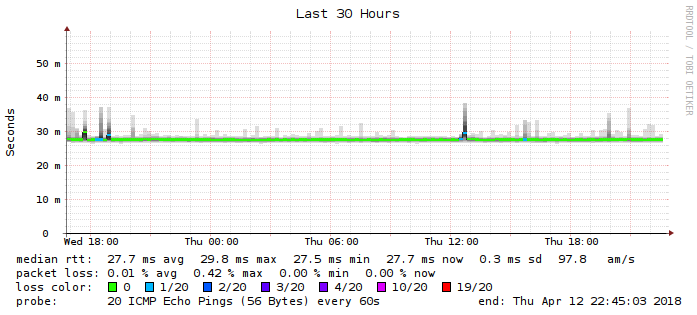 Last 30 Hours
RRDTOOL / TOBI OETIKER
Seconds
50 m
40 m
30 m
20 m
10 m
0
Wed 18:00 Thu 00:00 Thu 06:00 Thu 12:00 Thu 18:00
median rtt: 27.7 ms avg 29.8 ms max 27.5 ms min 27.7 ms now 0.3 ms sd 97.8 am/s
packet loss: 0.01 % avg 0.42 % max 0.00 % min 0.00 % now
loss color: 0 1/20 2/20 3/20 4/20 10/20 19/20
probe: 20 ICMP Echo Pings (56 Bytes) every 60s end: Thu Apr 12 22:45:03 2018